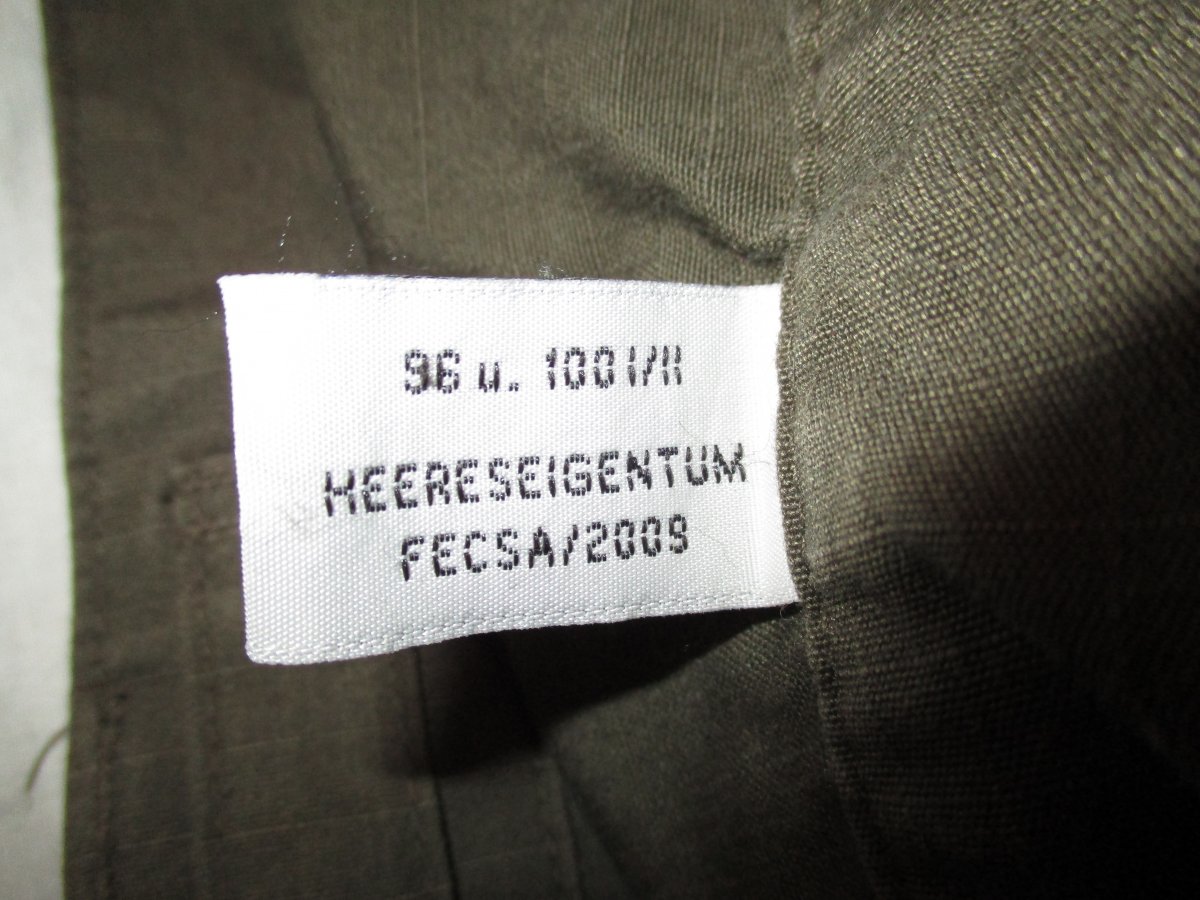 96 u. 100 I/II
HEERESEIGENTUM
FECSA/2009